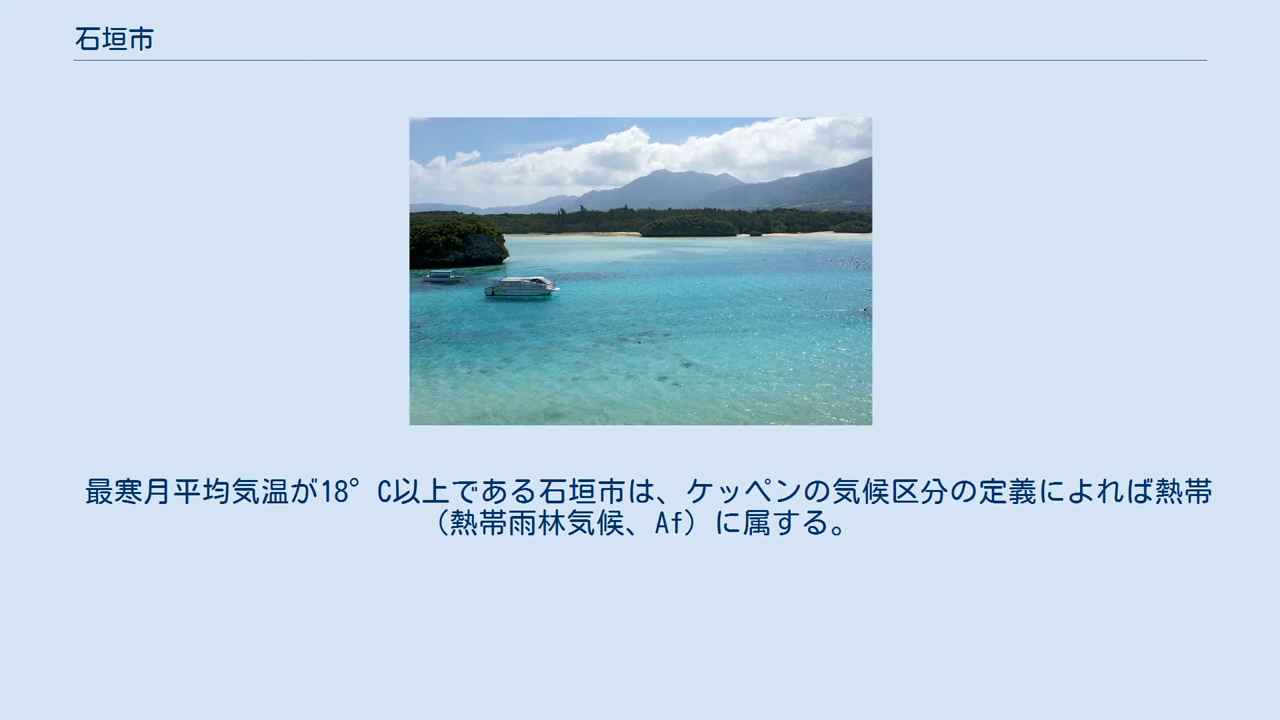 石垣市
最寒月平均気温が18°C以上である石垣市は、ケッペンの気候区分の定義によれば熱帯
（熱帯雨林気候、Af）に属する。